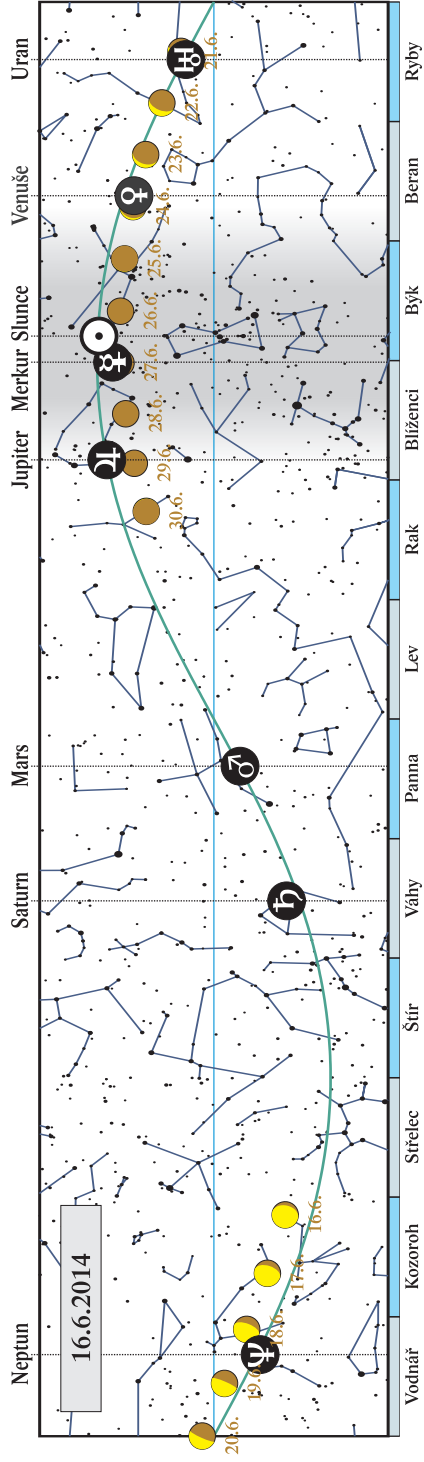 Neptun
Saturn
Mars
Jupiter
Merkur
Slunce
Venuše
Uran
16.6.2014
20.6.
19.6.
18.6.
17.6.
16.6.
30.6.
29.6.
28.6.
27.6.
26.6.
25.6.
24.6.
23.6.
22.6.
21.6.
Vodnář
Kozoroh
Střelec
Štír
Váhy
Panna
Lev
Rak
Blíženci
Býk
Beran
Ryby